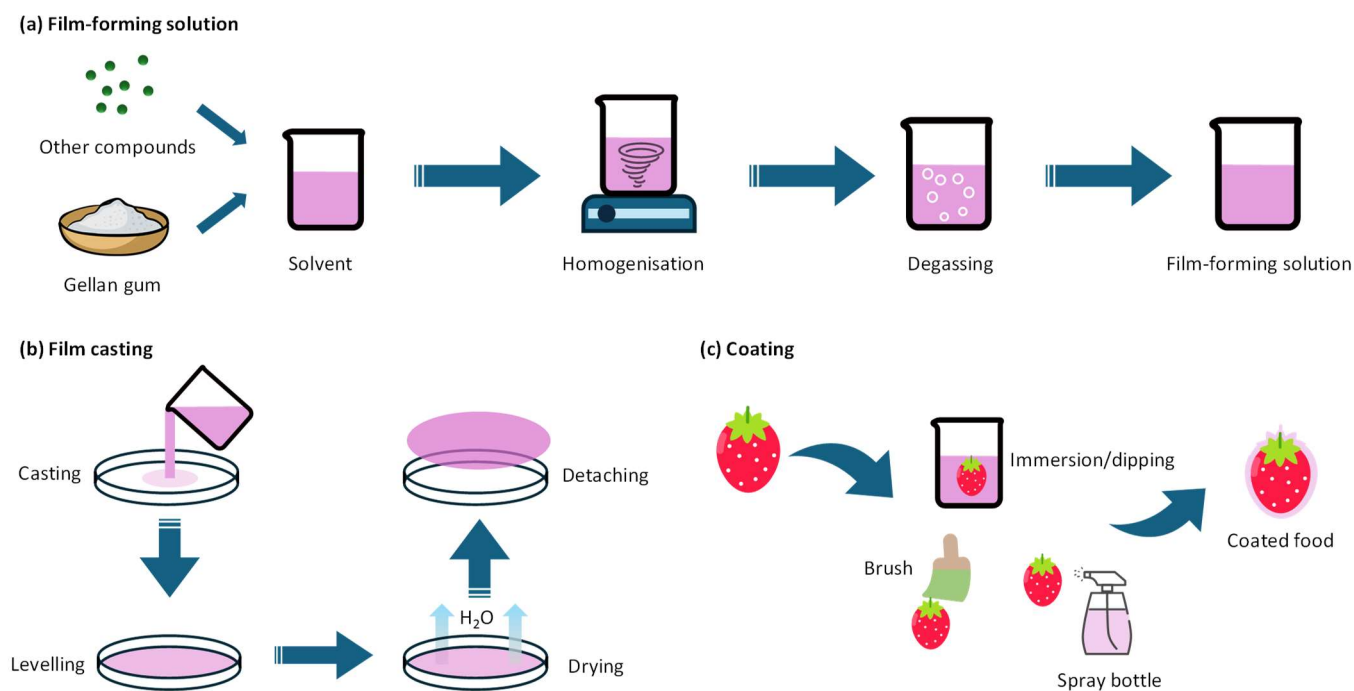 (a) Film-forming solution
Other compounds
Gellan gum
Solvent
Homogenisation
Degassing
Film-forming solution
(b) Film casting
Casting
Levelling
H₂O
Drying
Detaching
(c) Coating
Immersion/dipping
Brush
Spray bottle
Coated food